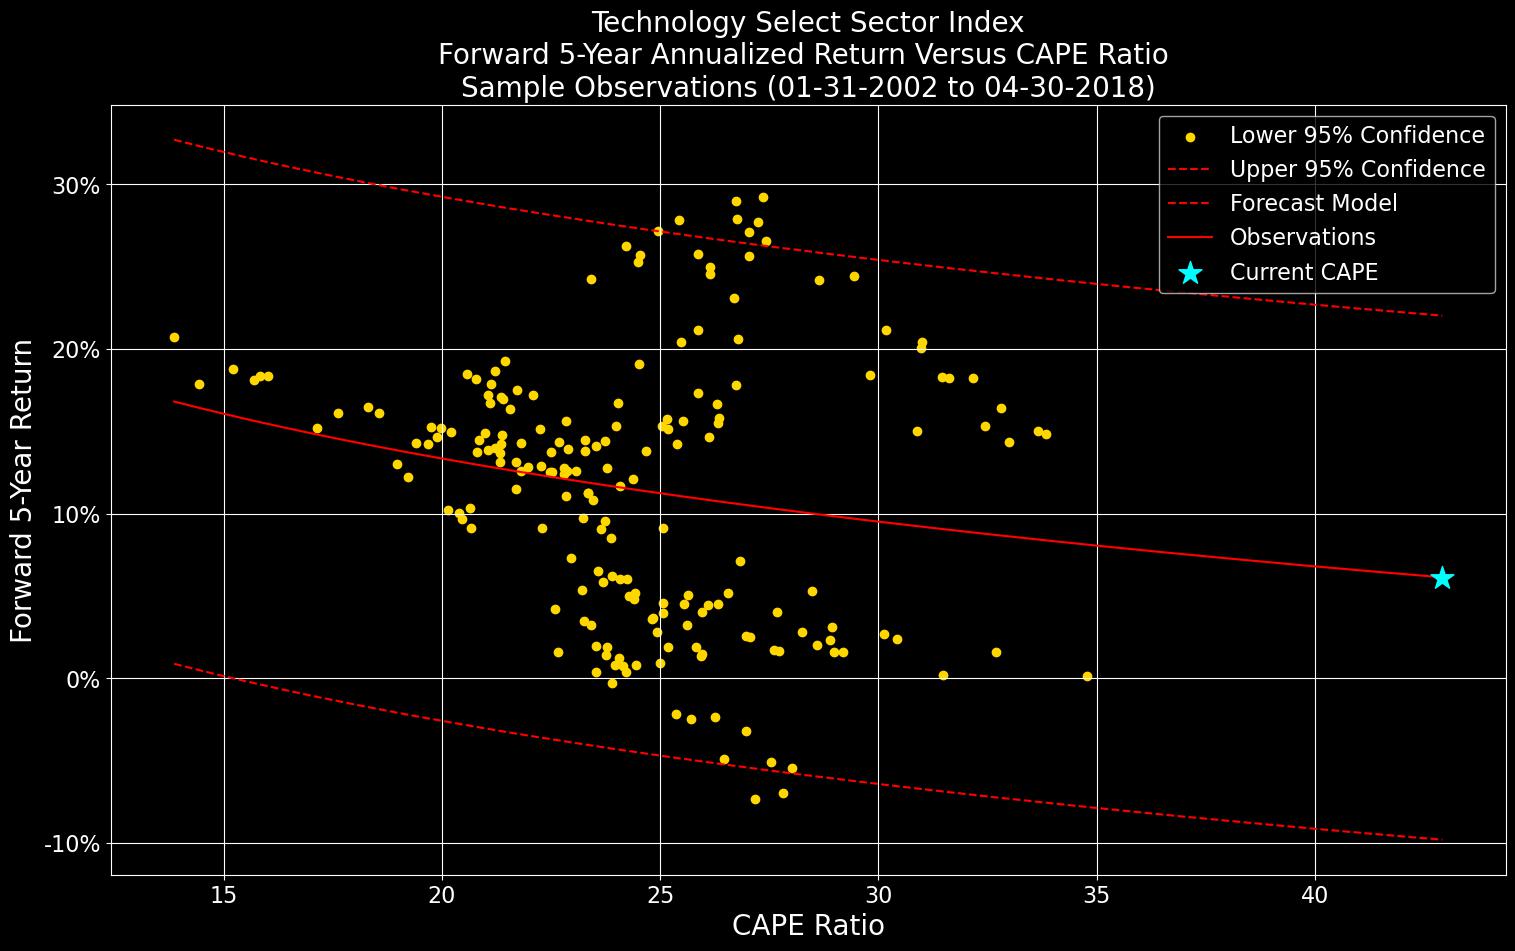 Technology Select Sector Index
Forward 5-Year Annualized Return Versus CAPE Ratio
Sample Observations (01-31-2002 to 04-30-2018)
Lower 95% Confidence
Upper 95% Confidence
Forecast Model
Observations
Current CAPE
Forward 5-Year Return
30%
20%
10%
0%
-10%
15 20 25 30 35 40
CAPE Ratio